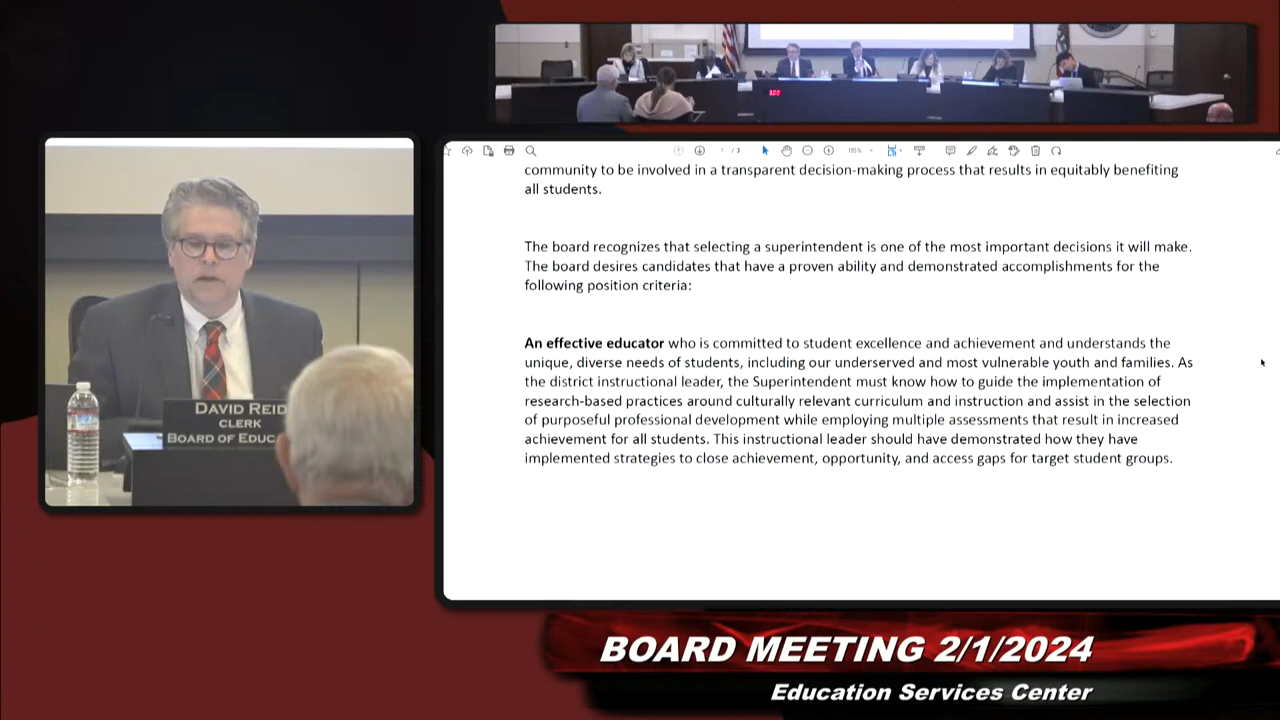 community to be involved in a transparent decision-making process that results in equitably benefiting
all students.
The board recognizes that selecting a superintendent is one of the most important decisions it will make.
The board desires candidates that have a proven ability and demonstrated accomplishments for the
following position criteria:
An effective educator who is committed to student excellence and achievement and understands the
unique, diverse needs of students, including our underserved and most vulnerable youth and families. As
the district instructional leader, the Superintendent must know how to guide the implementation of
research-based practices around culturally relevant curriculum and instruction and assist in the selection
of purposeful professional development while employing multiple assessments that result in increased
achievement for all students. This instructional leader should have demonstrated how they have
implemented strategies to close achievement, opportunity, and access gaps for target student groups.
DAVID REID
CLERK
BOARD OF EDUC
BOARD MEETING 2/1/2024
Education Services Center